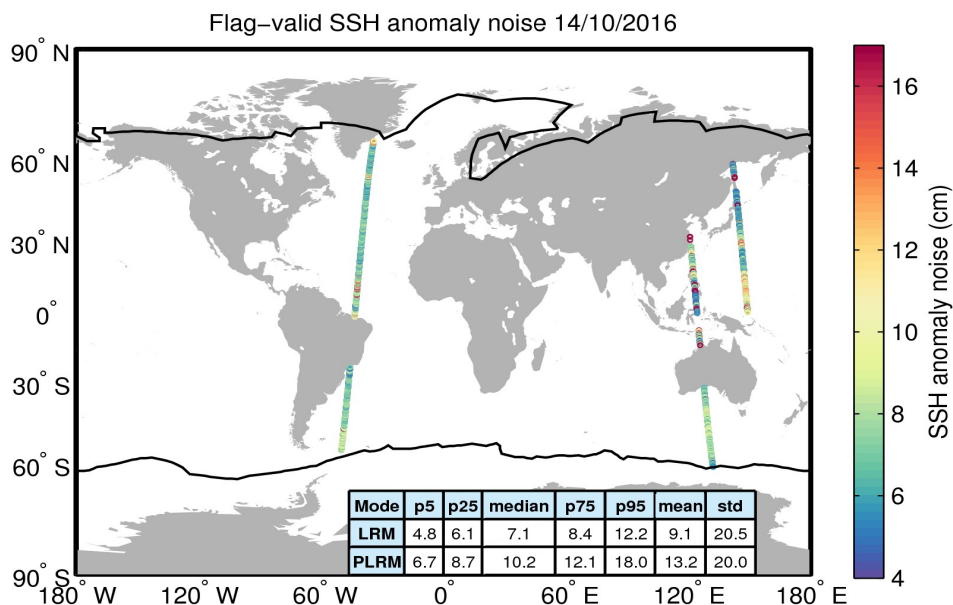 Flag−valid SSH anomaly noise 14/10/2016
90° N
60° N
30° N
0°
30° S
60° S
90° S
180° W 120° W 60° W 0° 60° E 120° E 180° E
16
14
12
10
8
6
4
SSH anomaly noise (cm)
Mode p5 p25 median p75 p95 mean std
LRM 4.8 6.1 7.1 8.4 12.2 9.1 20.5
PLRM 6.7 8.7 10.2 12.1 18.0 13.2 20.0